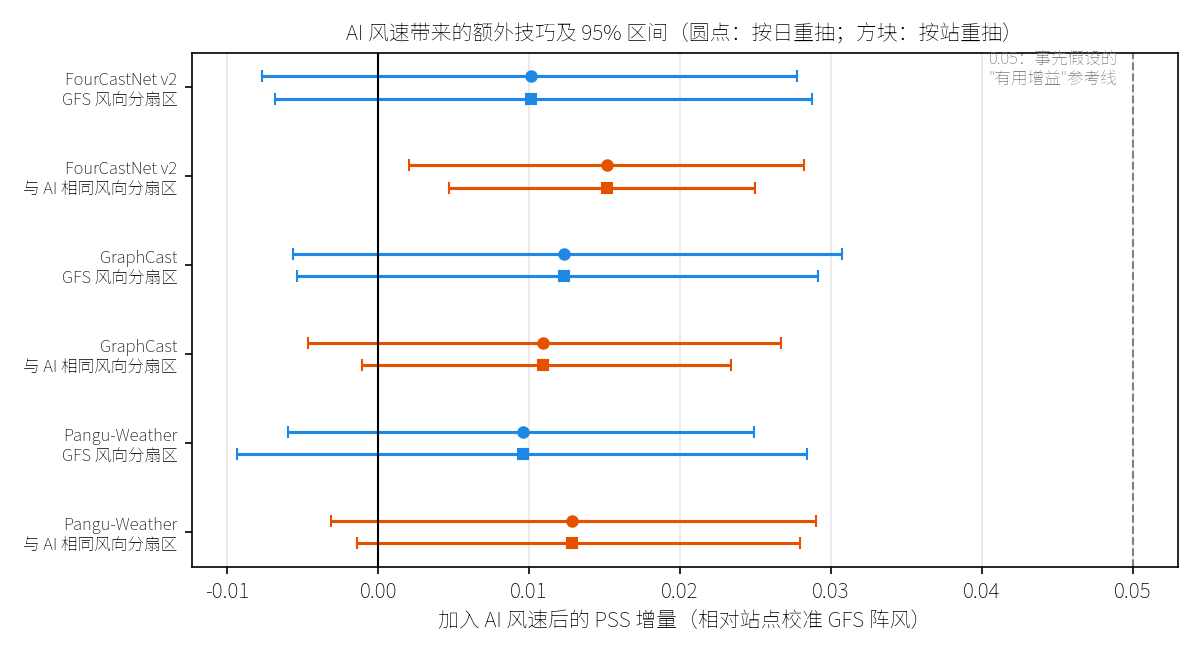 AI 风速带来的额外技巧及 95% 区间（圆点：按日重抽；方块：按站重抽）
0.05：事先假设的
"有用增益"参考线
FourCastNet v2
GFS 风向分扇区
FourCastNet v2
与 AI 相同风向分扇区
GraphCast
GFS 风向分扇区
GraphCast
与 AI 相同风向分扇区
Pangu-Weather
GFS 风向分扇区
Pangu-Weather
与 AI 相同风向分扇区
-0.01 0.00 0.01 0.02 0.03 0.04 0.05
加入 AI 风速后的 PSS 增量（相对站点校准 GFS 阵风）